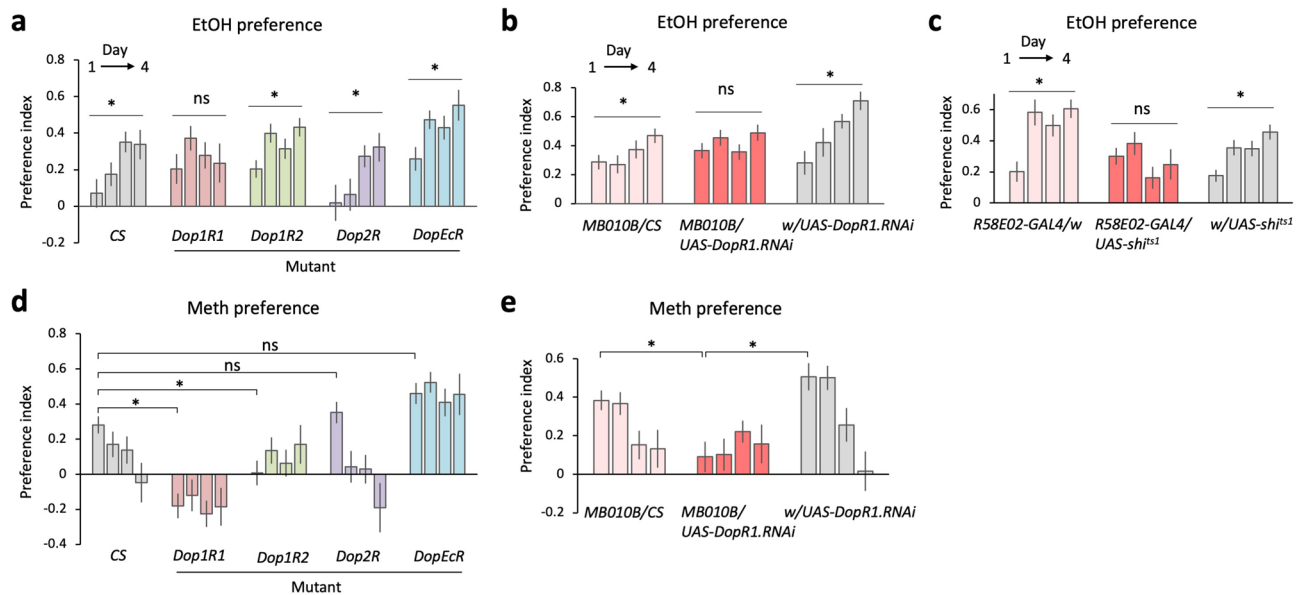 a
EtOH preference
Day
1 4
Preference index
0.8
0.6
0.4
0.2
0
-0.2
*
ns
*
*
*
CS
Dop1R1
Dop1R2
Dop2R
DopEcR
Mutant
b
EtOH preference
Day
1 4
Preference index
0.8
0.6
0.4
0.2
0
*
ns
*
MB010B/CS
MB010B/
UAS-DopR1.RNAi
w/UAS-DopR1.RNAi
c
EtOH preference
Day
1 4
Preference index
0.6
0.4
0.2
0
*
ns
*
R58E02-GAL4/w
R58E02-GAL4/
UAS-shits1
w/UAS-shits1
d
Meth preference
Preference index
0.8
0.6
0.4
0.2
0
-0.2
-0.4
ns
ns
*
*
CS
Dop1R1
Dop1R2
Dop2R
DopEcR
Mutant
e
Meth preference
Preference index
0.6
0.4
0.2
0
-0.2
*
*
MB010B/CS
MB010B/
UAS-DopR1.RNAi
w/UAS-DopR1.RNAi